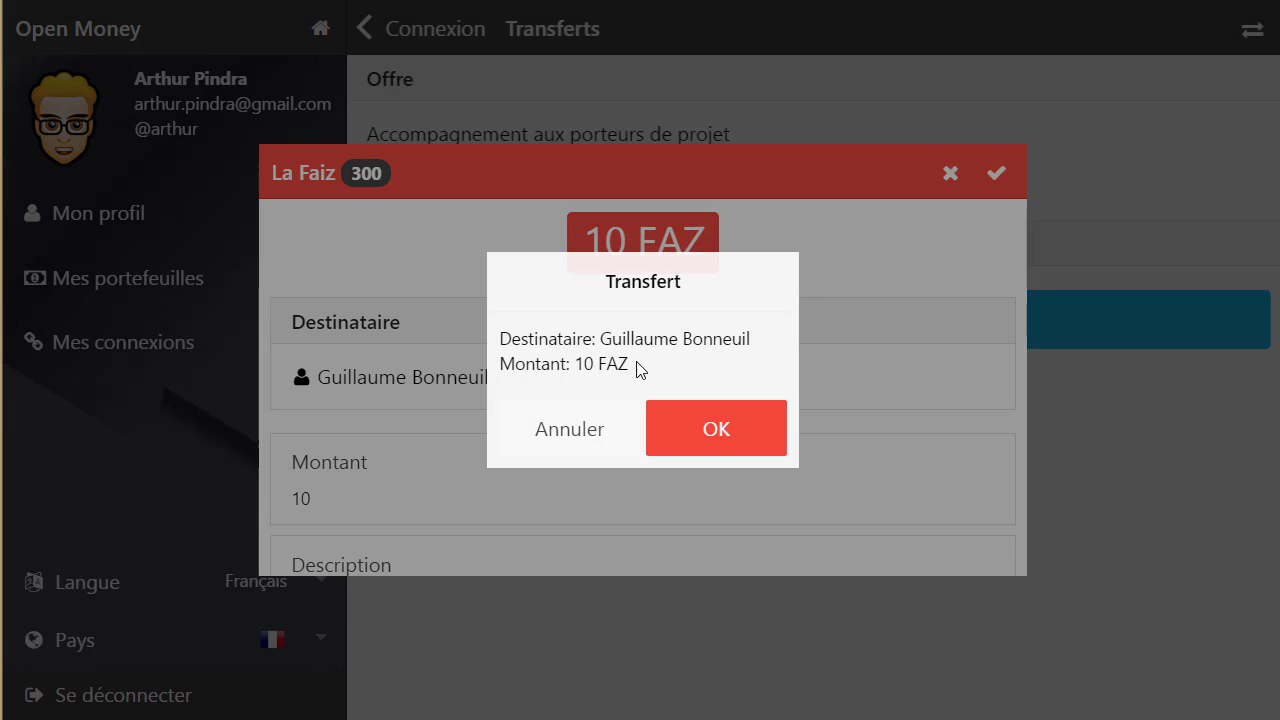 Open Money
Connexion Transferts
Arthur Pindra
arthur.pindra@gmail.com
@arthur
Mon profil
Mes portefeuilles
Mes connexions
Langue Français
Pays
Se déconnecter
Offre
Accompagnement aux porteurs de projet
La Faiz 300
10 FAZ
Destinataire
Guillaume Bonneuil
Montant
10
Description
Transfert
Destinataire: Guillaume Bonneuil
Montant: 10 FAZ
Annuler OK